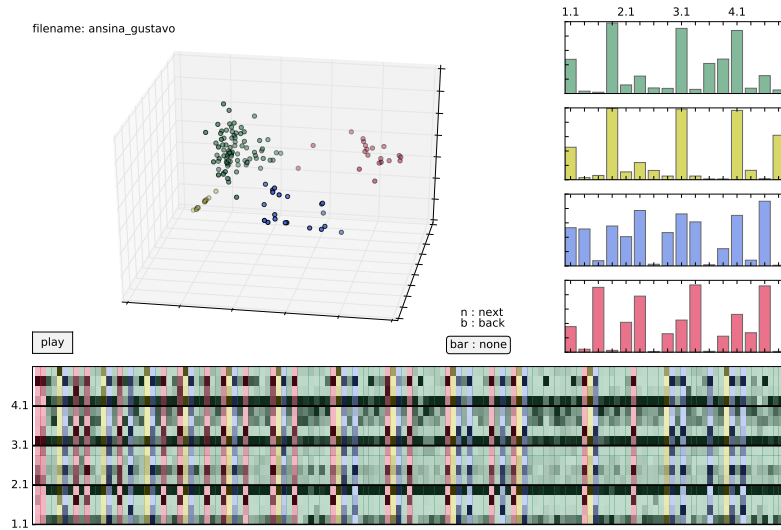 filename: ansina_gustavo
1.1 2.1 3.1 4.1
n : next
b : back
bar : none
play
4.1
3.1
2.1
1.1